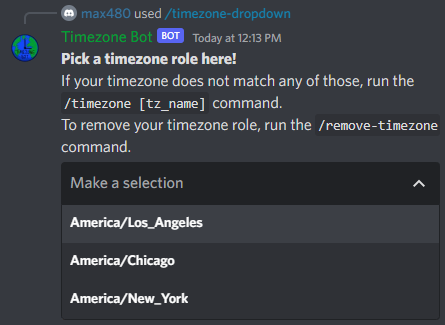 max480 used /timezone-dropdown
Timezone Bot BOT Today at 12:13 PM
Pick a timezone role here!
If your timezone does not match any of those, run the
/timezone [tz_name] command.
To remove your timezone role, run the /remove-timezone
command.
Make a selection
America/Los_Angeles
America/Chicago
America/New_York